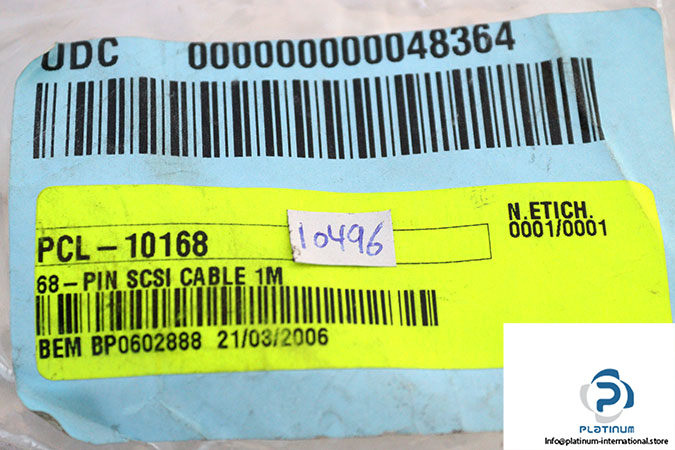 UDC 000000000048364
N.ETICH.
0001/0001
PCL-10168
10496
68-PIN SCSI CABLE 1M
BEM BP0602888 21/03/2006
PLATINUM
Info@platinum-international.store